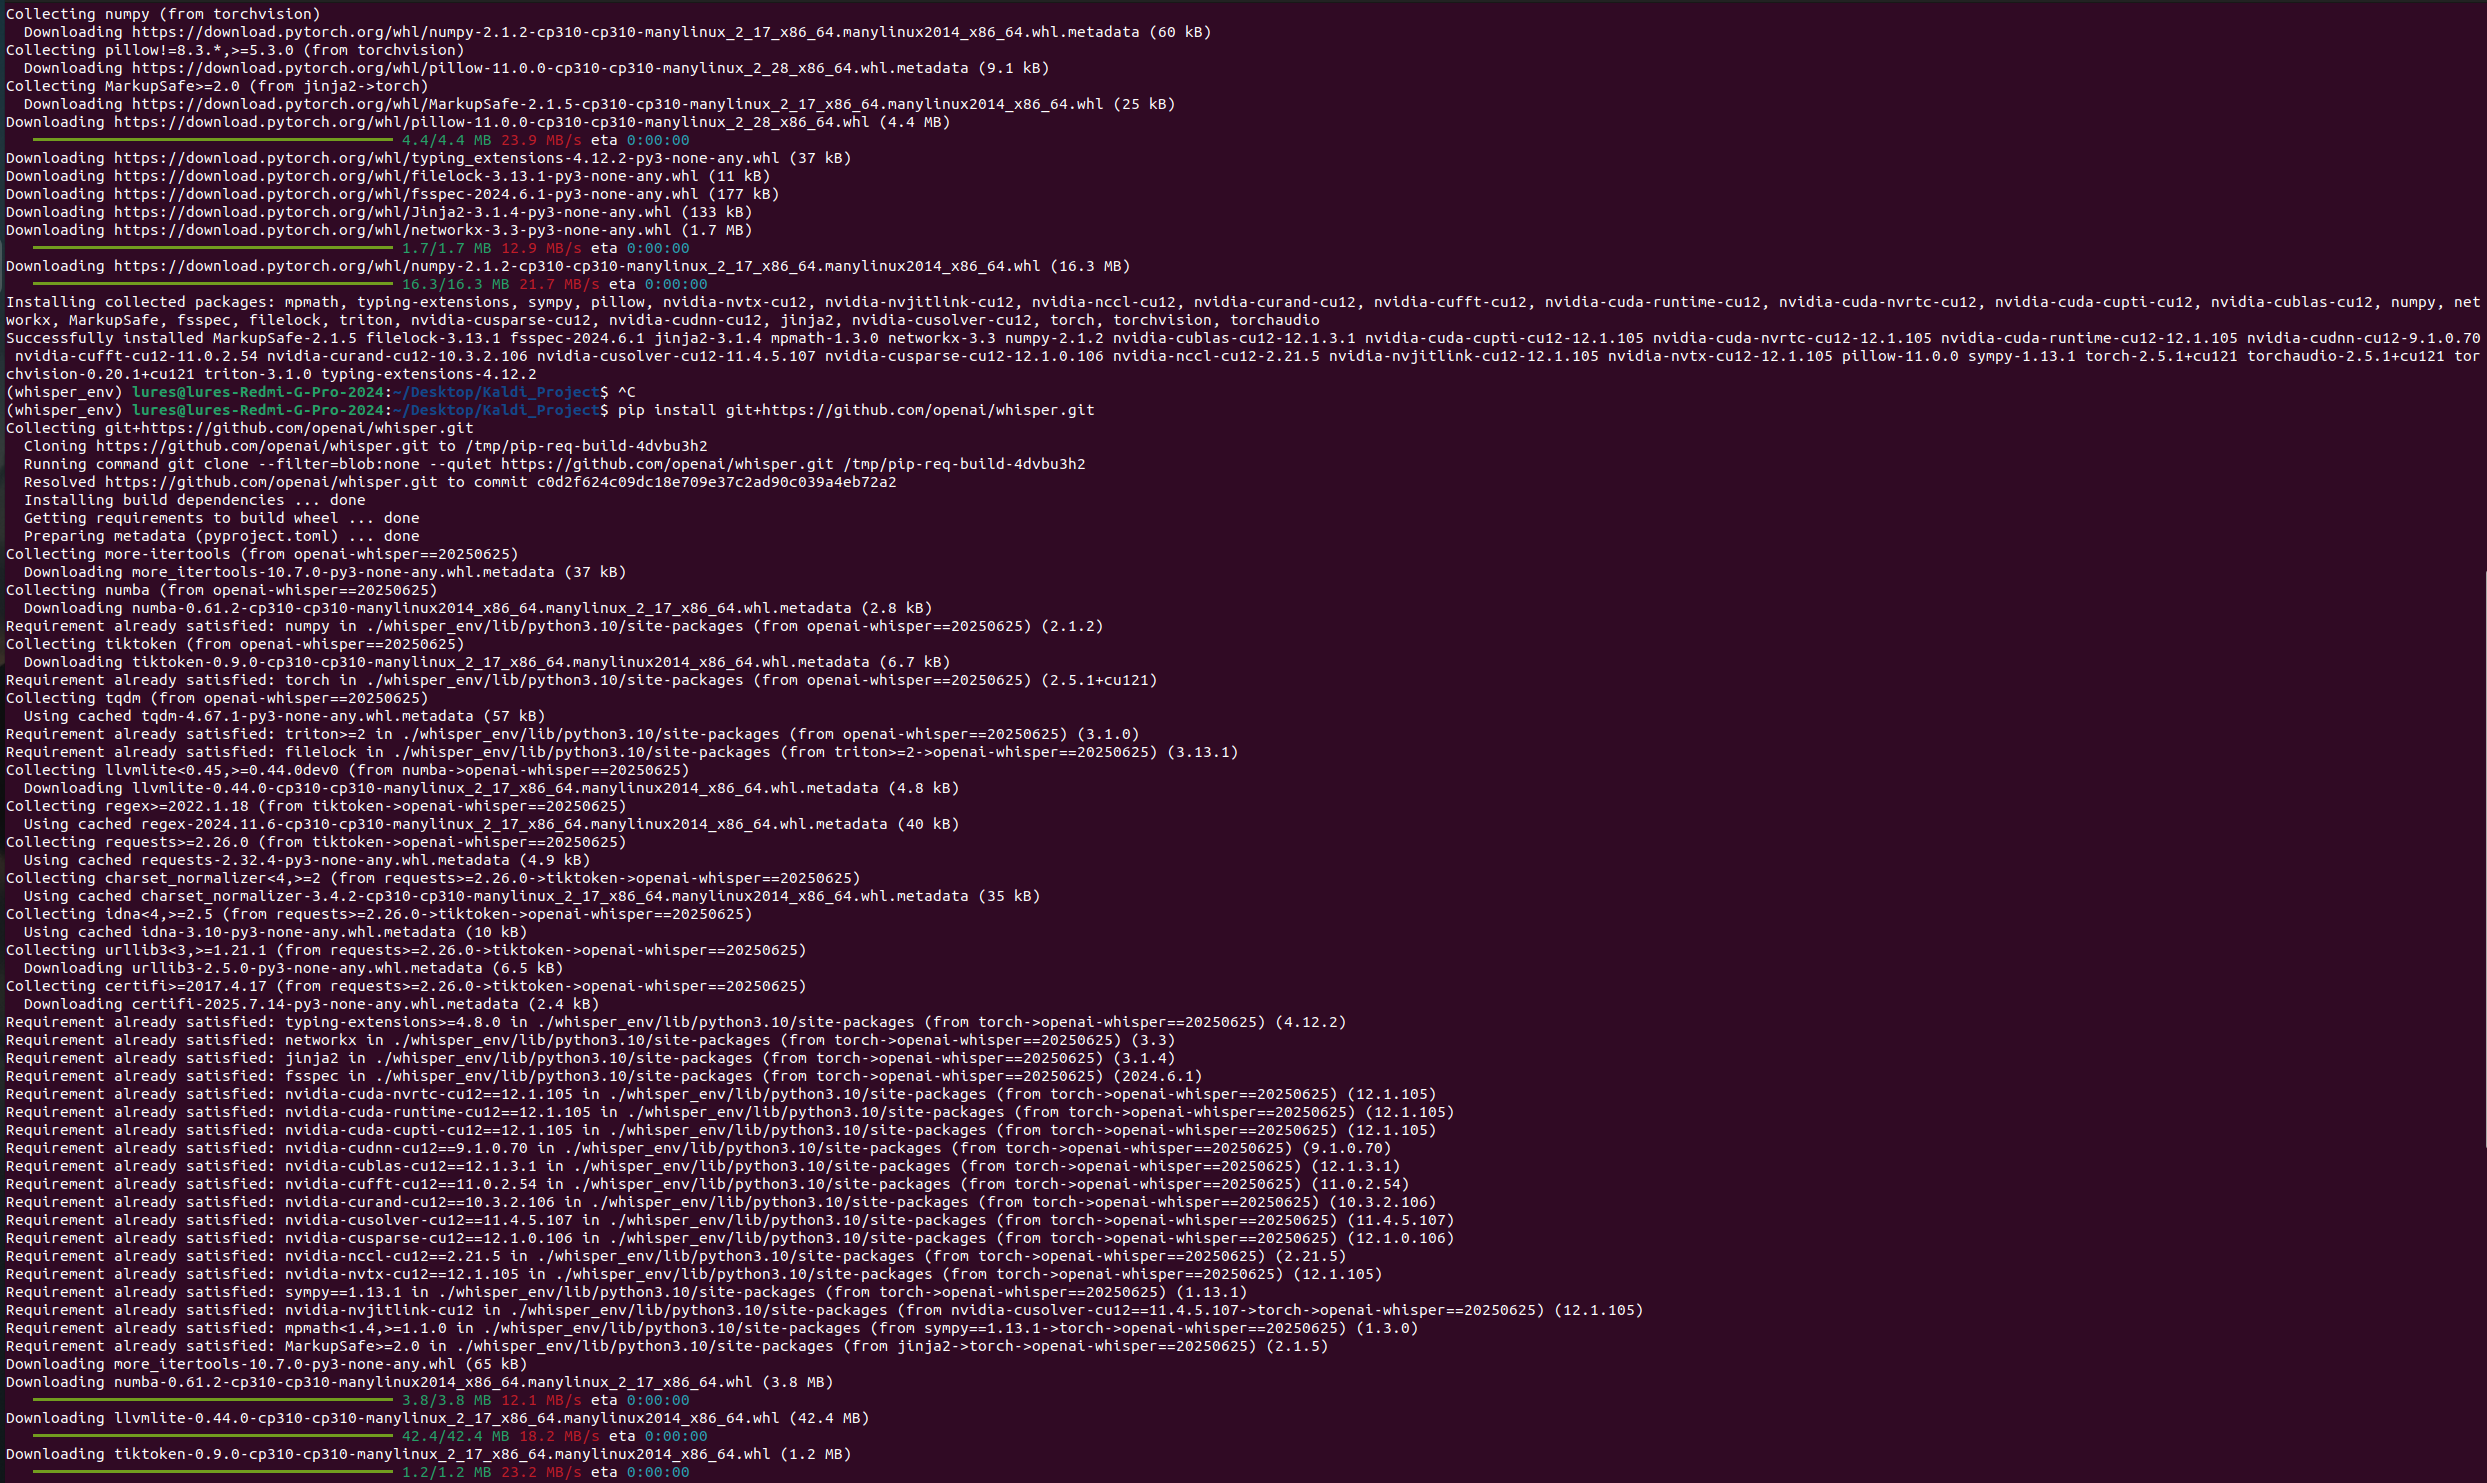 Collecting numpy (from torchvision)
  Downloading https://download.pytorch.org/whl/numpy-2.1.2-cp310-cp310-manylinux_2_17_x86_64.manylinux2014_x86_64.whl.metadata (60 kB)
Collecting pillow!=8.3.*,>=5.3.0 (from torchvision)
  Downloading https://download.pytorch.org/whl/pillow-11.0.0-cp310-cp310-manylinux_2_28_x86_64.whl.metadata (9.1 kB)
Collecting MarkupSafe>=2.0 (from jinja2->torch)
  Downloading https://download.pytorch.org/whl/MarkupSafe-2.1.5-cp310-cp310-manylinux_2_17_x86_64.manylinux2014_x86_64.whl (25 kB)
Downloading https://download.pytorch.org/whl/pillow-11.0.0-cp310-cp310-manylinux_2_28_x86_64.whl (4.4 MB)
4.4/4.4 MB 23.9 MB/s eta 0:00:00
Downloading https://download.pytorch.org/whl/typing_extensions-4.12.2-py3-none-any.whl (37 kB)
Downloading https://download.pytorch.org/whl/filelock-3.13.1-py3-none-any.whl (11 kB)
Downloading https://download.pytorch.org/whl/fsspec-2024.6.1-py3-none-any.whl (177 kB)
Downloading https://download.pytorch.org/whl/Jinja2-3.1.4-py3-none-any.whl (133 kB)
Downloading https://download.pytorch.org/whl/networkx-3.3-py3-none-any.whl (1.7 MB)
1.7/1.7 MB 12.9 MB/s eta 0:00:00
Downloading https://download.pytorch.org/whl/numpy-2.1.2-cp310-cp310-manylinux_2_17_x86_64.manylinux2014_x86_64.whl (16.3 MB)
16.3/16.3 MB 21.7 MB/s eta 0:00:00
Installing collected packages: mpmath, typing-extensions, sympy, pillow, nvidia-nvtx-cu12, nvidia-nvjitlink-cu12, nvidia-nccl-cu12, nvidia-curand-cu12, nvidia-cufft-cu12, nvidia-cuda-runtime-cu12, nvidia-cuda-nvrtc-cu12, nvidia-cuda-cupti-cu12, nvidia-cublas-cu12, numpy, net
workx, MarkupSafe, fsspec, filelock, triton, nvidia-cusparse-cu12, nvidia-cudnn-cu12, jinja2, nvidia-cusolver-cu12, torch, torchvision, torchaudio
Successfully installed MarkupSafe-2.1.5 filelock-3.13.1 fsspec-2024.6.1 jinja2-3.1.4 mpmath-1.3.0 networkx-3.3 numpy-2.1.2 nvidia-cublas-cu12-12.1.3.1 nvidia-cuda-cupti-cu12-12.1.105 nvidia-cuda-nvrtc-cu12-12.1.105 nvidia-cuda-runtime-cu12-12.1.105 nvidia-cudnn-cu12-9.1.0.70
 nvidia-cufft-cu12-11.0.2.54 nvidia-curand-cu12-10.3.2.106 nvidia-cusolver-cu12-11.4.5.107 nvidia-cusparse-cu12-12.1.0.106 nvidia-nccl-cu12-2.21.5 nvidia-nvjitlink-cu12-12.1.105 nvidia-nvtx-cu12-12.1.105 pillow-11.0.0 sympy-1.13.1 torch-2.5.1+cu121 torchaudio-2.5.1+cu121 tor
chvision-0.20.1+cu121 triton-3.1.0 typing-extensions-4.12.2
(whisper_env) lures@lures-Redmi-G-Pro-2024:~/Desktop/Kaldi_Project$ ^C
(whisper_env) lures@lures-Redmi-G-Pro-2024:~/Desktop/Kaldi_Project$ pip install git+https://github.com/openai/whisper.git
Collecting git+https://github.com/openai/whisper.git
  Cloning https://github.com/openai/whisper.git to /tmp/pip-req-build-4dvbu3h2
  Running command git clone --filter=blob:none --quiet https://github.com/openai/whisper.git /tmp/pip-req-build-4dvbu3h2
  Resolved https://github.com/openai/whisper.git to commit c0d2f624c09dc18e709e37c2ad90c039a4eb72a2
  Installing build dependencies ... done
  Getting requirements to build wheel ... done
  Preparing metadata (pyproject.toml) ... done
Collecting more-itertools (from openai-whisper==20250625)
  Downloading more_itertools-10.7.0-py3-none-any.whl.metadata (37 kB)
Collecting numba (from openai-whisper==20250625)
  Downloading numba-0.61.2-cp310-cp310-manylinux2014_x86_64.manylinux_2_17_x86_64.whl.metadata (2.8 kB)
Requirement already satisfied: numpy in ./whisper_env/lib/python3.10/site-packages (from openai-whisper==20250625) (2.1.2)
Collecting tiktoken (from openai-whisper==20250625)
  Downloading tiktoken-0.9.0-cp310-cp310-manylinux_2_17_x86_64.manylinux2014_x86_64.whl.metadata (6.7 kB)
Requirement already satisfied: torch in ./whisper_env/lib/python3.10/site-packages (from openai-whisper==20250625) (2.5.1+cu121)
Collecting tqdm (from openai-whisper==20250625)
  Using cached tqdm-4.67.1-py3-none-any.whl.metadata (57 kB)
Requirement already satisfied: triton>=2 in ./whisper_env/lib/python3.10/site-packages (from openai-whisper==20250625) (3.1.0)
Requirement already satisfied: filelock in ./whisper_env/lib/python3.10/site-packages (from triton>=2->openai-whisper==20250625) (3.13.1)
Collecting llvmlite<0.45,>=0.44.0dev0 (from numba->openai-whisper==20250625)
  Downloading llvmlite-0.44.0-cp310-cp310-manylinux_2_17_x86_64.manylinux2014_x86_64.whl.metadata (4.8 kB)
Collecting regex>=2022.1.18 (from tiktoken->openai-whisper==20250625)
  Using cached regex-2024.11.6-cp310-cp310-manylinux_2_17_x86_64.manylinux2014_x86_64.whl.metadata (40 kB)
Collecting requests>=2.26.0 (from tiktoken->openai-whisper==20250625)
  Using cached requests-2.32.4-py3-none-any.whl.metadata (4.9 kB)
Collecting charset_normalizer<4,>=2 (from requests>=2.26.0->tiktoken->openai-whisper==20250625)
  Using cached charset_normalizer-3.4.2-cp310-cp310-manylinux_2_17_x86_64.manylinux2014_x86_64.whl.metadata (35 kB)
Collecting idna<4,>=2.5 (from requests>=2.26.0->tiktoken->openai-whisper==20250625)
  Using cached idna-3.10-py3-none-any.whl.metadata (10 kB)
Collecting urllib3<3,>=1.21.1 (from requests>=2.26.0->tiktoken->openai-whisper==20250625)
  Downloading urllib3-2.5.0-py3-none-any.whl.metadata (6.5 kB)
Collecting certifi>=2017.4.17 (from requests>=2.26.0->tiktoken->openai-whisper==20250625)
  Downloading certifi-2025.7.14-py3-none-any.whl.metadata (2.4 kB)
Requirement already satisfied: typing-extensions>=4.8.0 in ./whisper_env/lib/python3.10/site-packages (from torch->openai-whisper==20250625) (4.12.2)
Requirement already satisfied: networkx in ./whisper_env/lib/python3.10/site-packages (from torch->openai-whisper==20250625) (3.3)
Requirement already satisfied: jinja2 in ./whisper_env/lib/python3.10/site-packages (from torch->openai-whisper==20250625) (3.1.4)
Requirement already satisfied: fsspec in ./whisper_env/lib/python3.10/site-packages (from torch->openai-whisper==20250625) (2024.6.1)
Requirement already satisfied: nvidia-cuda-nvrtc-cu12==12.1.105 in ./whisper_env/lib/python3.10/site-packages (from torch->openai-whisper==20250625) (12.1.105)
Requirement already satisfied: nvidia-cuda-runtime-cu12==12.1.105 in ./whisper_env/lib/python3.10/site-packages (from torch->openai-whisper==20250625) (12.1.105)
Requirement already satisfied: nvidia-cuda-cupti-cu12==12.1.105 in ./whisper_env/lib/python3.10/site-packages (from torch->openai-whisper==20250625) (12.1.105)
Requirement already satisfied: nvidia-cudnn-cu12==9.1.0.70 in ./whisper_env/lib/python3.10/site-packages (from torch->openai-whisper==20250625) (9.1.0.70)
Requirement already satisfied: nvidia-cublas-cu12==12.1.3.1 in ./whisper_env/lib/python3.10/site-packages (from torch->openai-whisper==20250625) (12.1.3.1)
Requirement already satisfied: nvidia-cufft-cu12==11.0.2.54 in ./whisper_env/lib/python3.10/site-packages (from torch->openai-whisper==20250625) (11.0.2.54)
Requirement already satisfied: nvidia-curand-cu12==10.3.2.106 in ./whisper_env/lib/python3.10/site-packages (from torch->openai-whisper==20250625) (10.3.2.106)
Requirement already satisfied: nvidia-cusolver-cu12==11.4.5.107 in ./whisper_env/lib/python3.10/site-packages (from torch->openai-whisper==20250625) (11.4.5.107)
Requirement already satisfied: nvidia-cusparse-cu12==12.1.0.106 in ./whisper_env/lib/python3.10/site-packages (from torch->openai-whisper==20250625) (12.1.0.106)
Requirement already satisfied: nvidia-nccl-cu12==2.21.5 in ./whisper_env/lib/python3.10/site-packages (from torch->openai-whisper==20250625) (2.21.5)
Requirement already satisfied: nvidia-nvtx-cu12==12.1.105 in ./whisper_env/lib/python3.10/site-packages (from torch->openai-whisper==20250625) (12.1.105)
Requirement already satisfied: sympy==1.13.1 in ./whisper_env/lib/python3.10/site-packages (from torch->openai-whisper==20250625) (1.13.1)
Requirement already satisfied: nvidia-nvjitlink-cu12 in ./whisper_env/lib/python3.10/site-packages (from nvidia-cusolver-cu12==11.4.5.107->torch->openai-whisper==20250625) (12.1.105)
Requirement already satisfied: mpmath<1.4,>=1.1.0 in ./whisper_env/lib/python3.10/site-packages (from sympy==1.13.1->torch->openai-whisper==20250625) (1.3.0)
Requirement already satisfied: MarkupSafe>=2.0 in ./whisper_env/lib/python3.10/site-packages (from jinja2->torch->openai-whisper==20250625) (2.1.5)
Downloading more_itertools-10.7.0-py3-none-any.whl (65 kB)
Downloading numba-0.61.2-cp310-cp310-manylinux2014_x86_64.manylinux_2_17_x86_64.whl (3.8 MB)
3.8/3.8 MB 12.1 MB/s eta 0:00:00
Downloading llvmlite-0.44.0-cp310-cp310-manylinux_2_17_x86_64.manylinux2014_x86_64.whl (42.4 MB)
42.4/42.4 MB 18.2 MB/s eta 0:00:00
Downloading tiktoken-0.9.0-cp310-cp310-manylinux_2_17_x86_64.manylinux2014_x86_64.whl (1.2 MB)
1.2/1.2 MB 23.2 MB/s eta 0:00:00